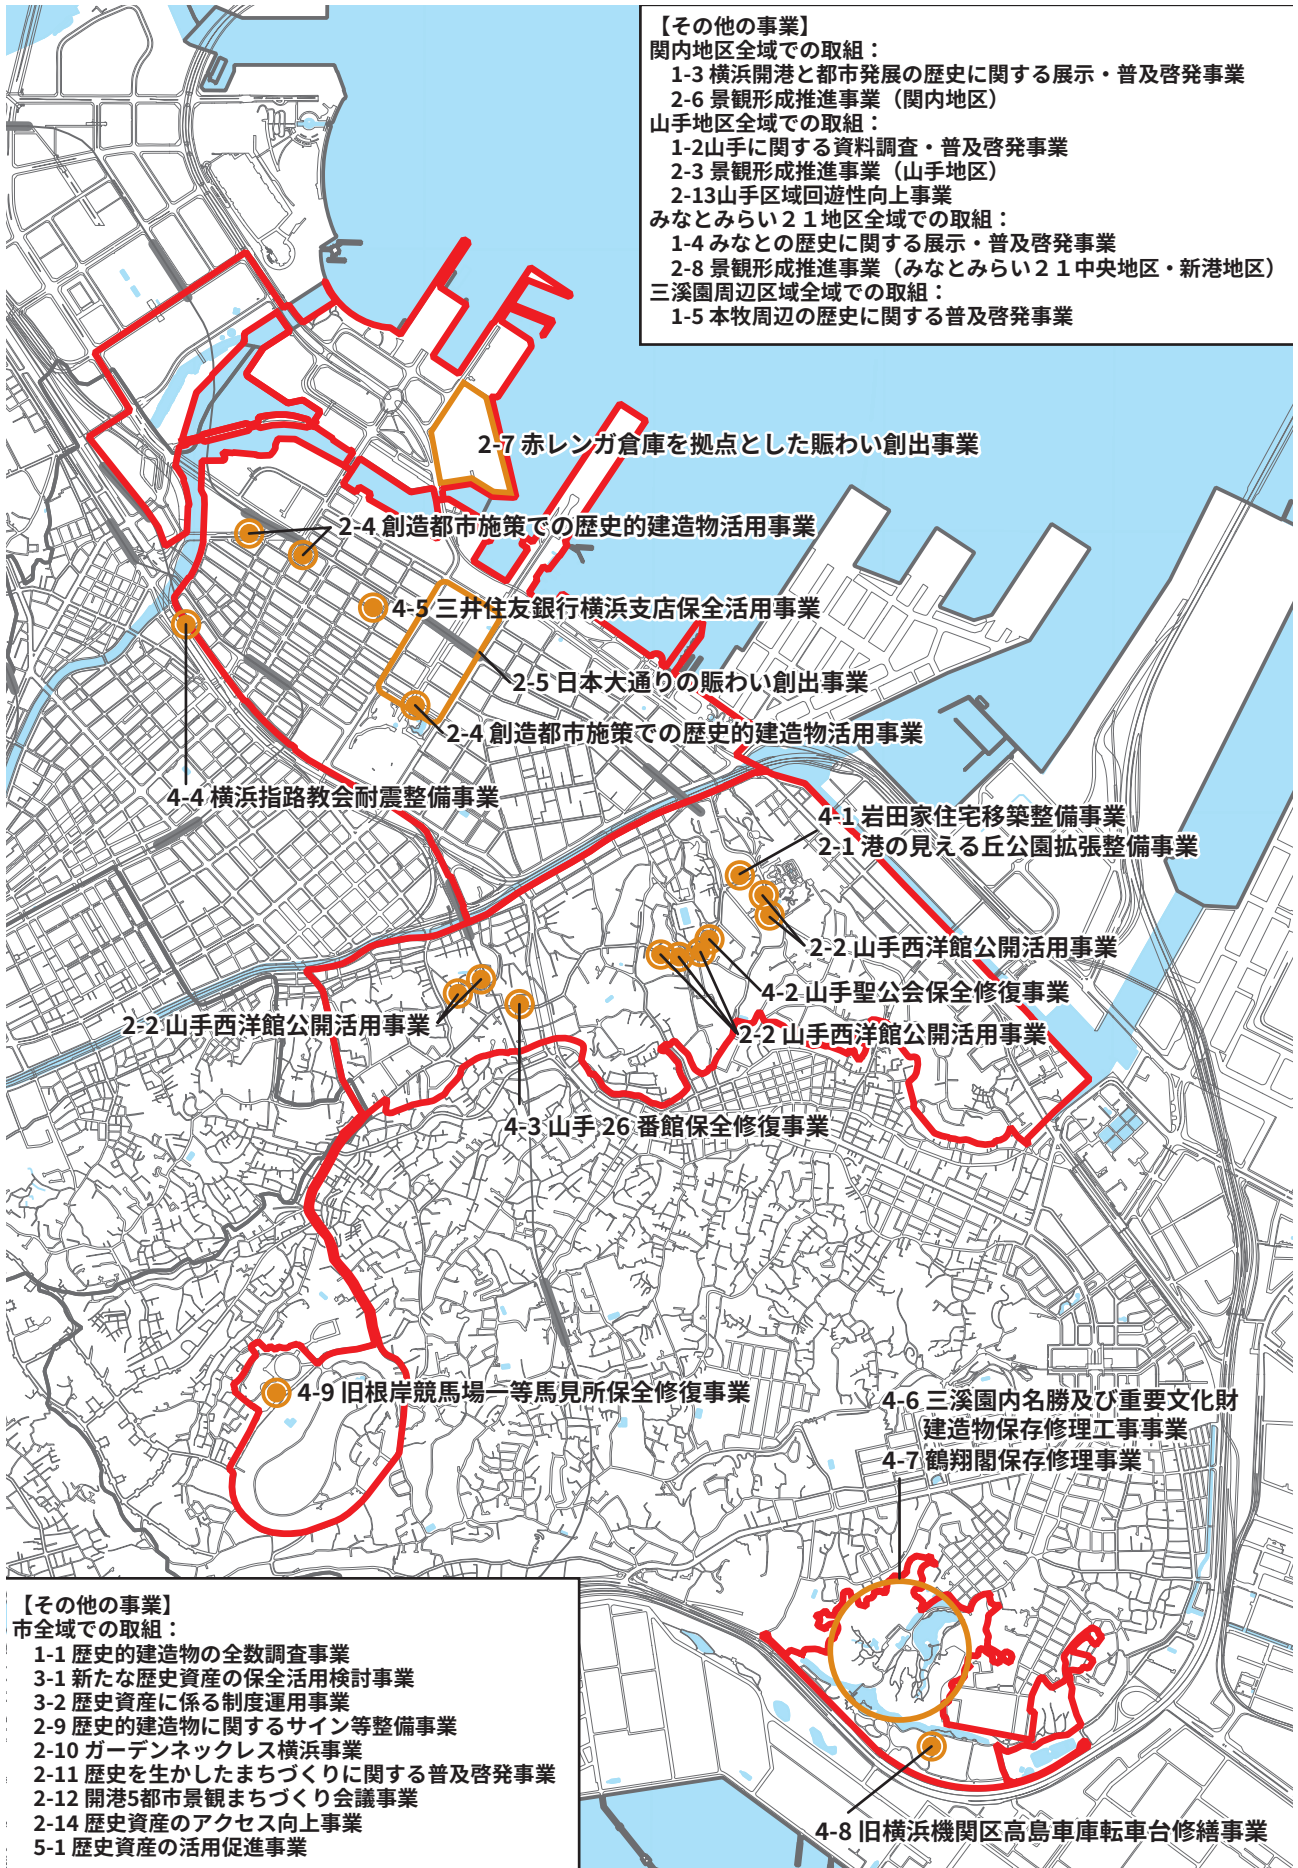 【その他の事業】
関内地区全域での取組：
1-3 横浜開港と都市発展の歴史に関する展示・普及啓発事業
2-6 景観形成推進事業（関内地区）
山手地区全域での取組：
1-2山手に関する資料調査・普及啓発事業
2-3 景観形成推進事業（山手地区）
2-13山手区域回遊性向上事業
みなとみらい２１地区全域での取組：
1-4 みなとの歴史に関する展示・普及啓発事業
2-8 景観形成推進事業（みなとみらい２１中央地区・新港地区）
三溪園周辺区域全域での取組：
1-5 本牧周辺の歴史に関する普及啓発事業
2-7 赤レンガ倉庫を拠点とした賑わい創出事業
2-4 創造都市施策での歴史的建造物活用事業
4-5 三井住友銀行横浜支店保全活用事業
2-5 日本大通りの賑わい創出事業
2-4 創造都市施策での歴史的建造物活用事業
4-4 横浜指路教会耐震整備事業
4-1 岩田家住宅移築整備事業
2-1 港の見える丘公園拡張整備事業
2-2 山手西洋館公開活用事業
4-2 山手聖公会保全修復事業
2-2 山手西洋館公開活用事業
2-2 山手西洋館公開活用事業
4-3 山手 26 番館保全修復事業
4-9 旧根岸競馬場一等馬見所保全修復事業
4-6 三溪園内名勝及び重要文化財
建造物保存修理工事事業
4-7 鶴翔閣保存修理事業
4-8 旧横浜機関区高島車庫転車台修繕事業
【その他の事業】
市全域での取組：
1-1 歴史的建造物の全数調査事業
3-1 新たな歴史資産の保全活用検討事業
3-2 歴史資産に係る制度運用事業
2-9 歴史的建造物に関するサイン等整備事業
2-10 ガーデンネックレス横浜事業
2-11 歴史を生かしたまちづくりに関する普及啓発事業
2-12 開港5都市景観まちづくり会議事業
2-14 歴史資産のアクセス向上事業
5-1 歴史資産の活用促進事業